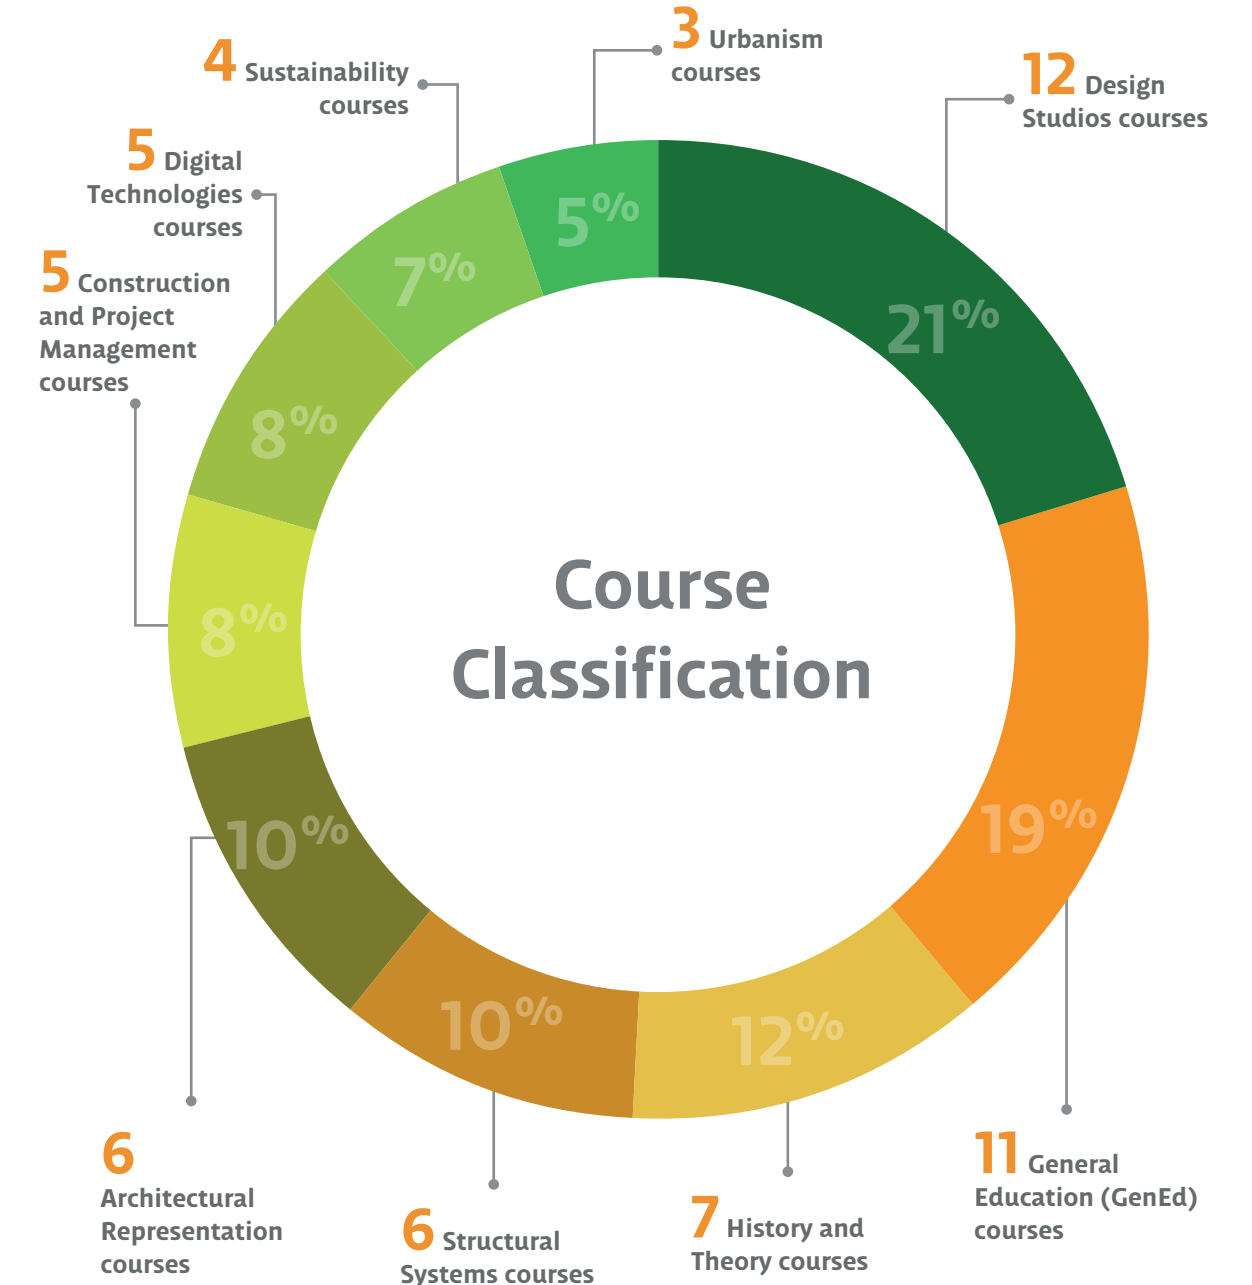 3 Urbanism
courses
12 Design
Studios courses
4 Sustainability
courses
5 Digital
Technologies
courses
5 Construction
and Project
Management
courses
5%
7%
21%
8%
8%
Course
Classification
19%
10%
10%
12%
6
Architectural
Representation
courses
6 Structural
Systems courses
7 History and
Theory courses
11 General
Education (GenEd)
courses